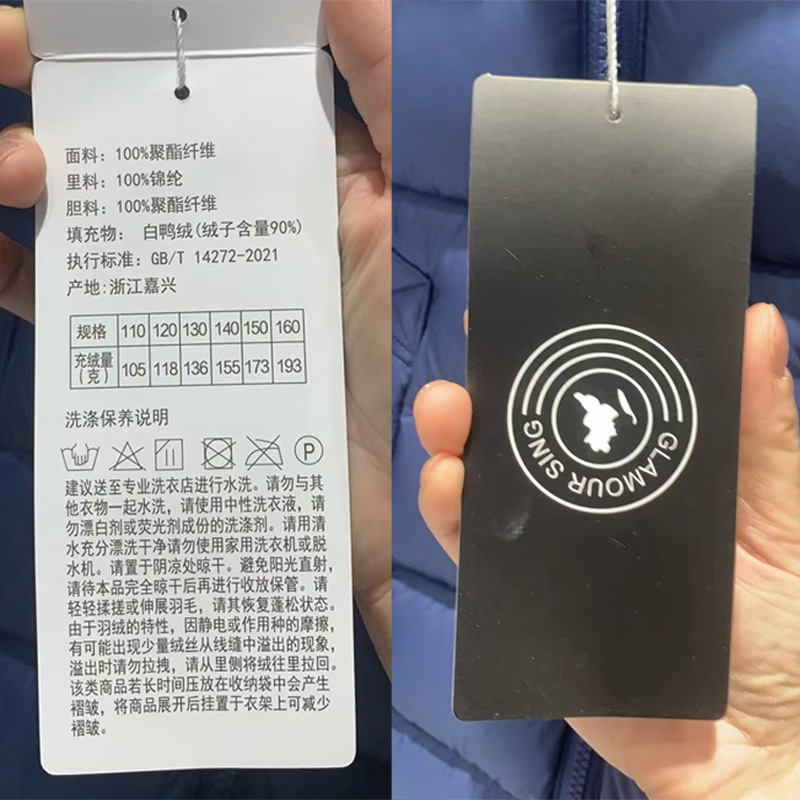 面料：100%聚酯纤维
里料：100%锦纶
胆料：100%聚酯纤维
填充物： 白鸭绒(绒子含量90%)
执行标准：GB/T 14272-2021
产地:浙江嘉兴
规格 110 120 130 140 150 160
充绒量(克) 105 118 136 155 173 193
洗涤保养说明
P
建议送至专业洗衣店进行水洗。请勿与其
他衣物一起水洗，请使用中性洗衣液，请
勿漂白剂或荧光剂成份的洗涤剂。请用清
水充分漂洗干净请勿使用家用洗衣机或脱
水机。请置于阴凉处晾干。避免阳光直射，
请待本品完全晾干后再进行收放保管。请
轻轻揉搓或伸展羽毛，请其恢复蓬松状态。
由于羽绒的特性，因静电或作用种的摩擦，
有可能出现少量绒丝从线缝中溢出的现象，
溢出时请勿拉拽，请从里侧将绒往里拉回。
该类商品若长时间压放在收纳袋中会产生
褶皱，将商品展开后挂置于衣架上可减少
褶皱。
GLAMOUR SING